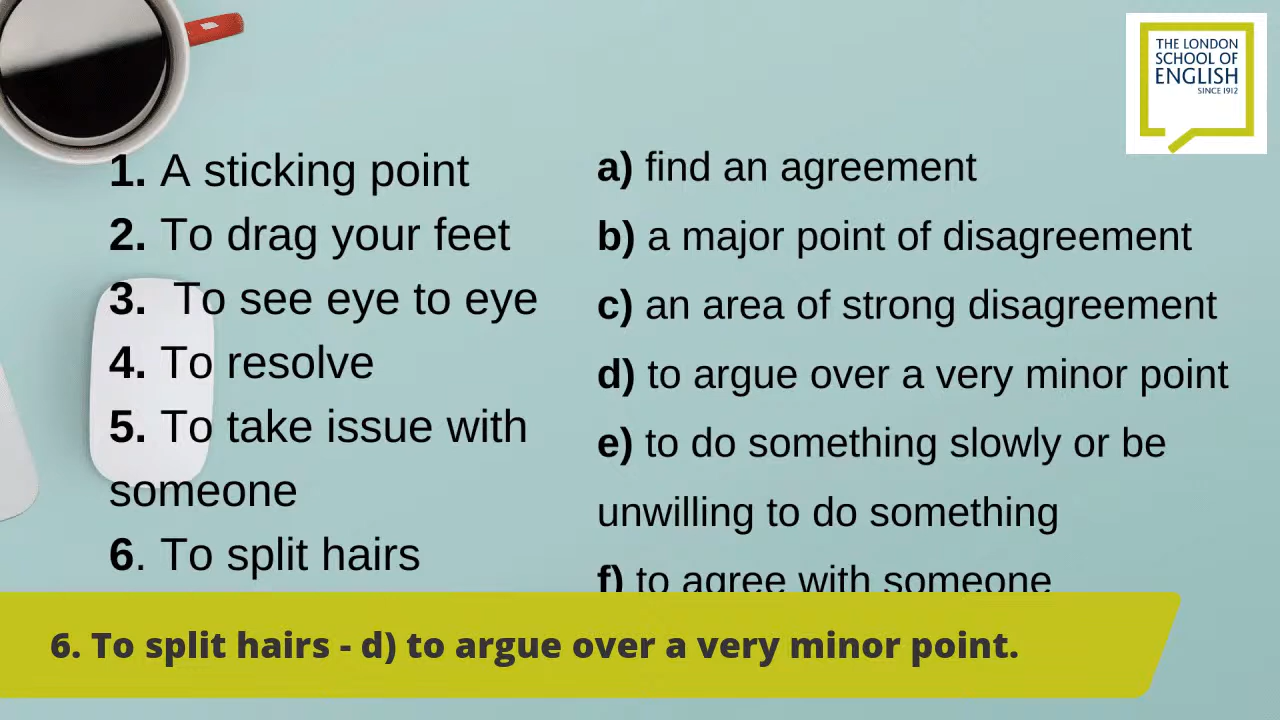 THE LONDON
SCHOOL OF
ENGLISH
SINCE 1912
1. A sticking point
2. To drag your feet
3. To see eye to eye
4. To resolve
5. To take issue with
someone
6. To split hairs
a) find an agreement
b) a major point of disagreement
c) an area of strong disagreement
d) to argue over a very minor point
e) to do something slowly or be
unwilling to do something
f) to agree with someone
6. To split hairs - d) to argue over a very minor point.